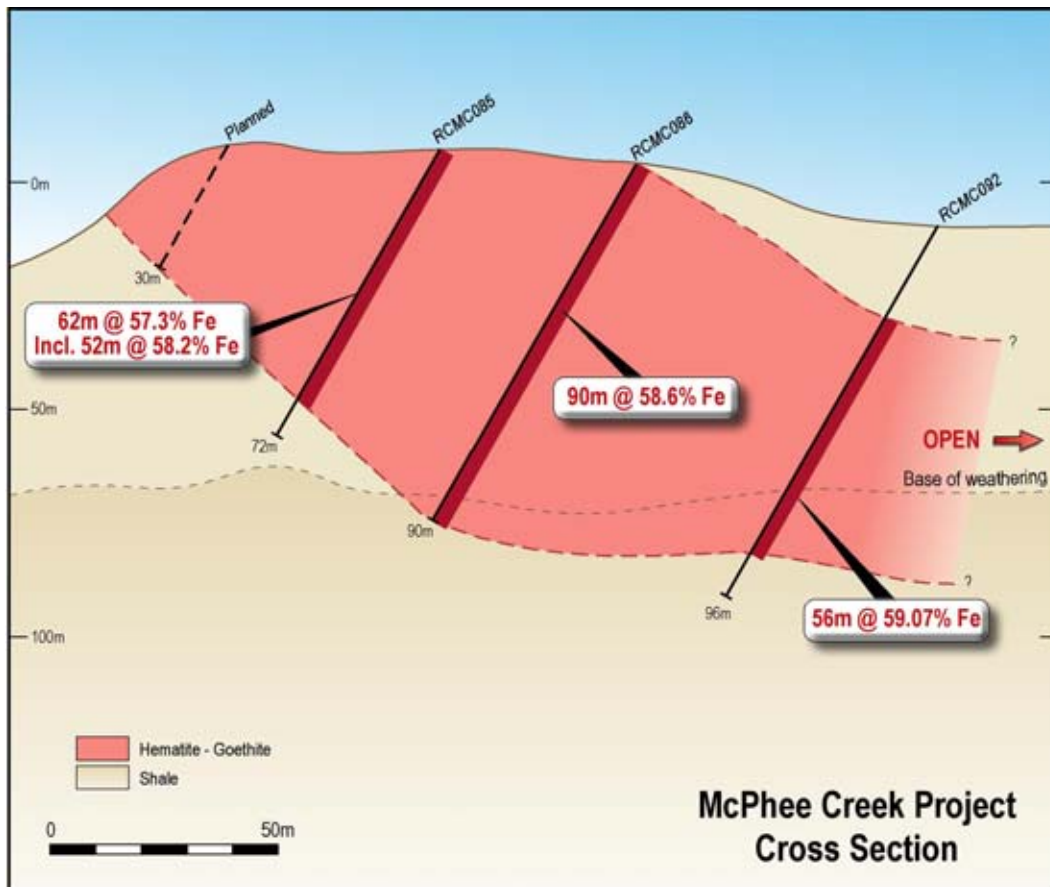 Planned
RCMC085
RCMC086
RCMC092
0m
30m
62m @ 57.3% Fe
Incl. 52m @ 58.2% Fe
?
90m @ 58.6% Fe
50m
OPEN
72m
Base of weathering
90m
?
96m
56m @ 59.07% Fe
100m
Hematite - Goethite
Shale
0 50m
McPhee Creek Project
Cross Section